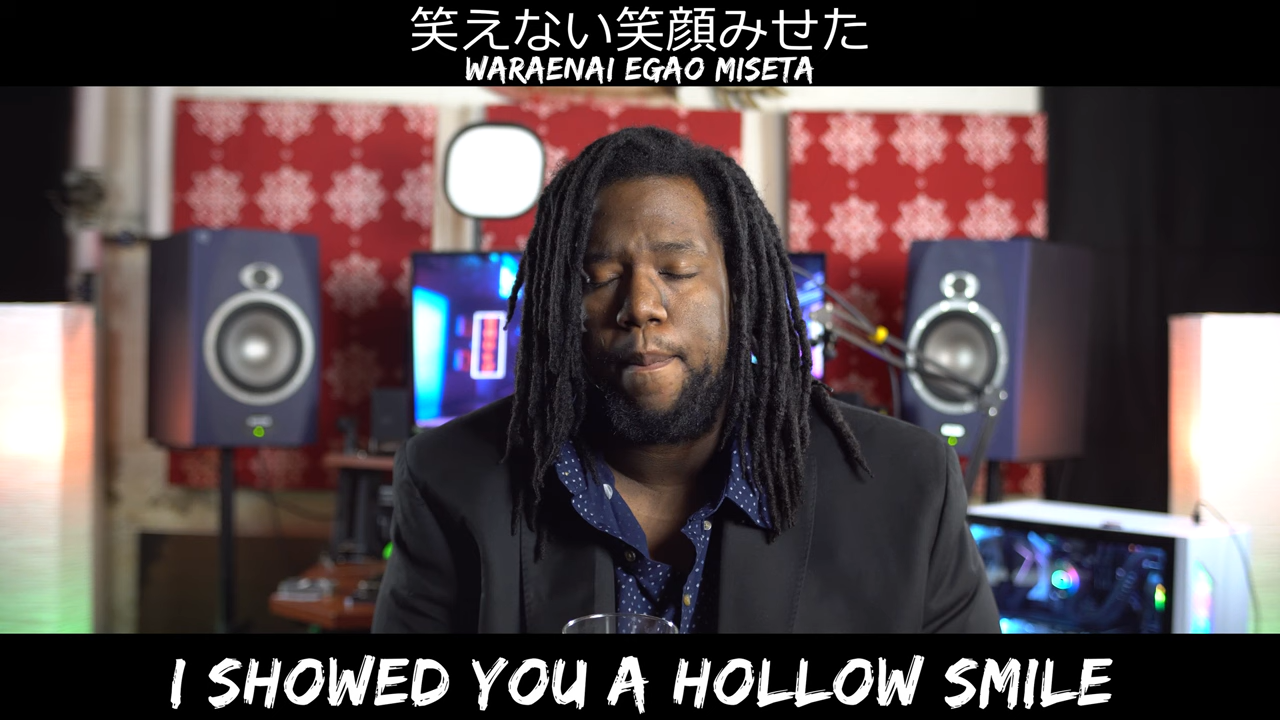 笑えない笑顔みせた
WARAENAI EGAO MISETA
I SHOWED YOU A HOLLOW SMILE